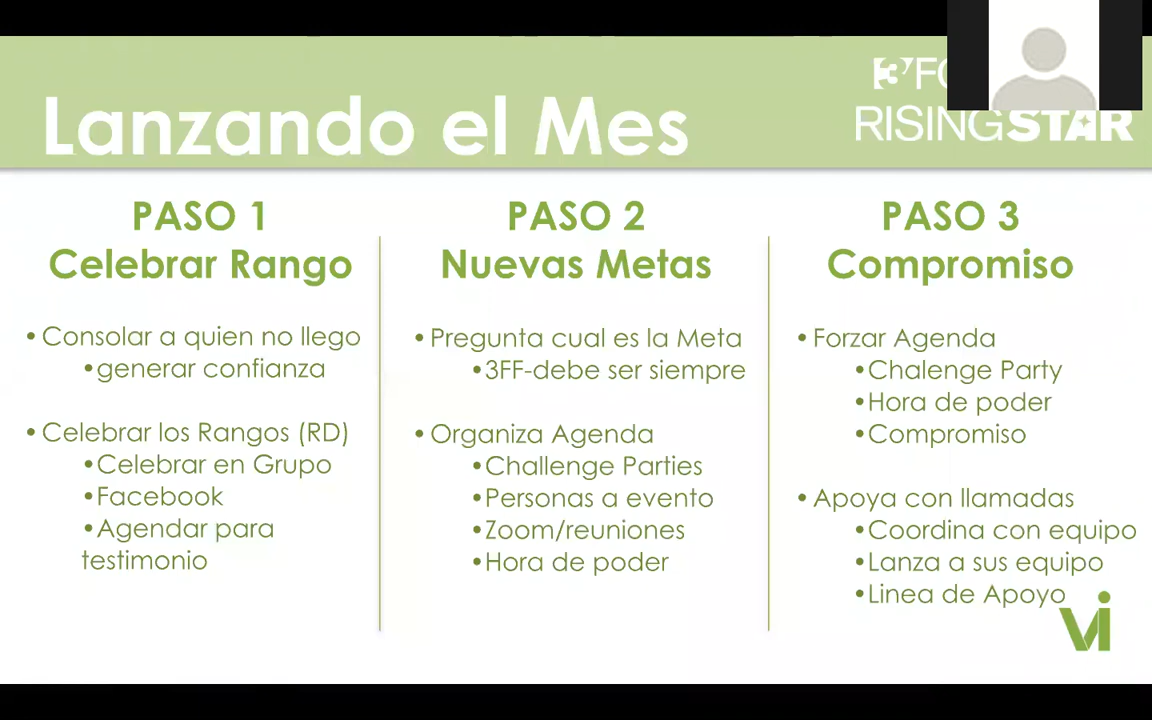 Lanzando el Mes
RISINGSTAR
PASO 1
Celebrar Rango
•Consolar a quien no llego
•generar confianza
•Celebrar los Rangos (RD)
•Celebrar en Grupo
•Facebook
•Agendar para
testimonio
PASO 2
Nuevas Metas
•Pregunta cual es la Meta
•3FF-debe ser siempre
•Organiza Agenda
•Challenge Parties
•Personas a evento
•Zoom/reuniones
•Hora de poder
PASO 3
Compromiso
•Forzar Agenda
•Chalenge Party
•Hora de poder
•Compromiso
•Apoya con llamadas
•Coordina con equipo
•Lanza a sus equipo
•Linea de Apoyo
Vi